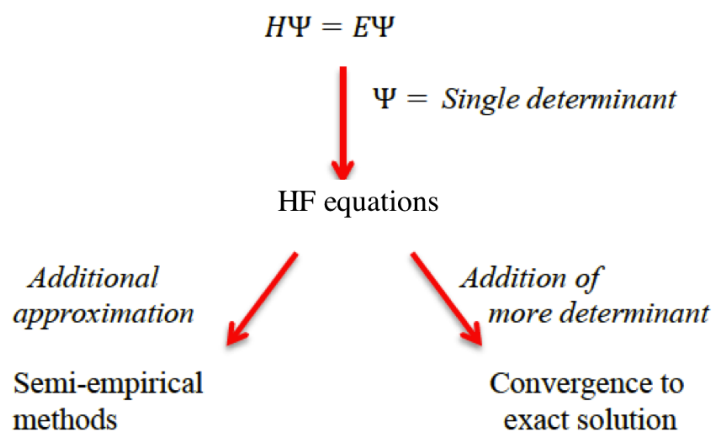 HΨ = EΨ
Ψ = Single determinant
HF equations
Additional
approximation
Addition of
more determinant
Semi-empirical
methods
Convergence to
exact solution